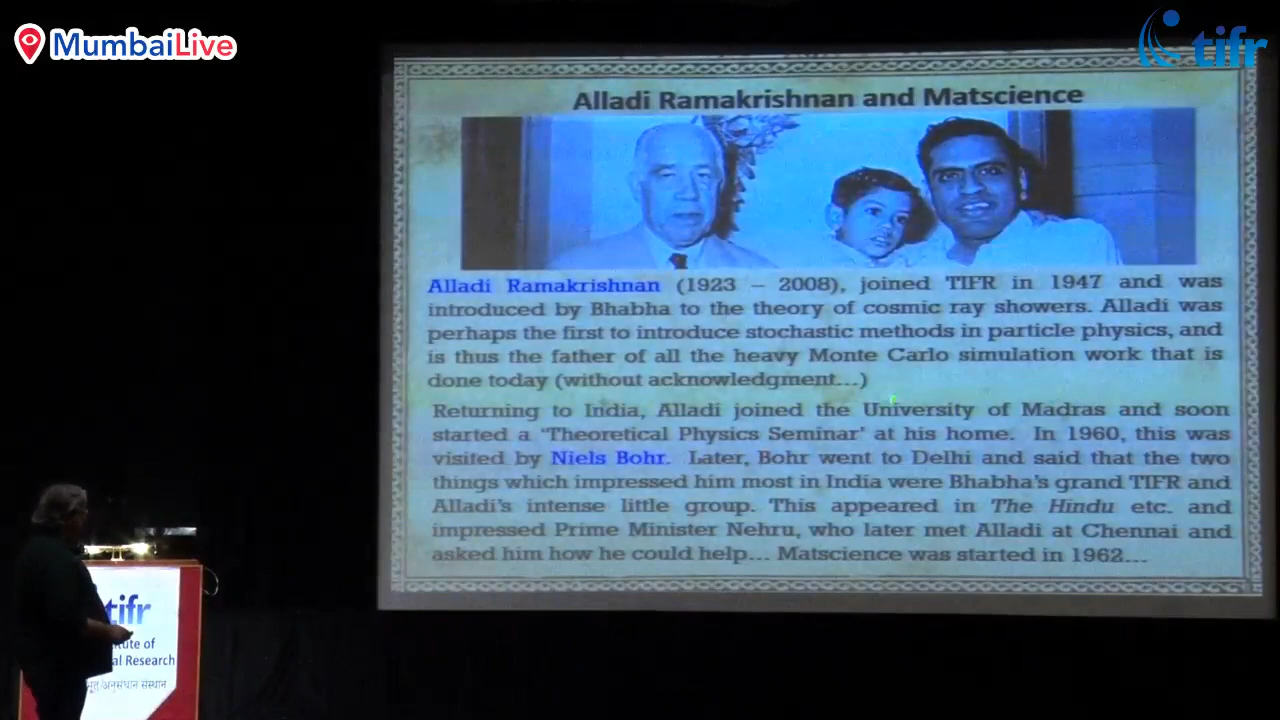 MumbaiLive
tifr
Alladi Ramakrishnan and Matscience
Alladi Ramakrishnan (1923 – 2008), joined TIFR in 1947 and was
introduced by Bhabha to the theory of cosmic ray showers. Alladi was
perhaps the first to introduce stochastic methods in particle physics, and
is thus the father of all the heavy Monte Carlo simulation work that is
done today (without acknowledgment...)
Returning to India, Alladi joined the University of Madras and soon
started a ‘Theoretical Physics Seminar’ at his home. In 1960, this was
visited by Niels Bohr. Later, Bohr went to Delhi and said that the two
things which impressed him most in India were Bhabha’s grand TIFR and
Alladi’s intense little group. This appeared in The Hindu etc. and
impressed Prime Minister Nehru, who later met Alladi at Chennai and
asked him how he could help... Matscience was started in 1962...
tifr
of
Research
अनुसंधान संस्थान